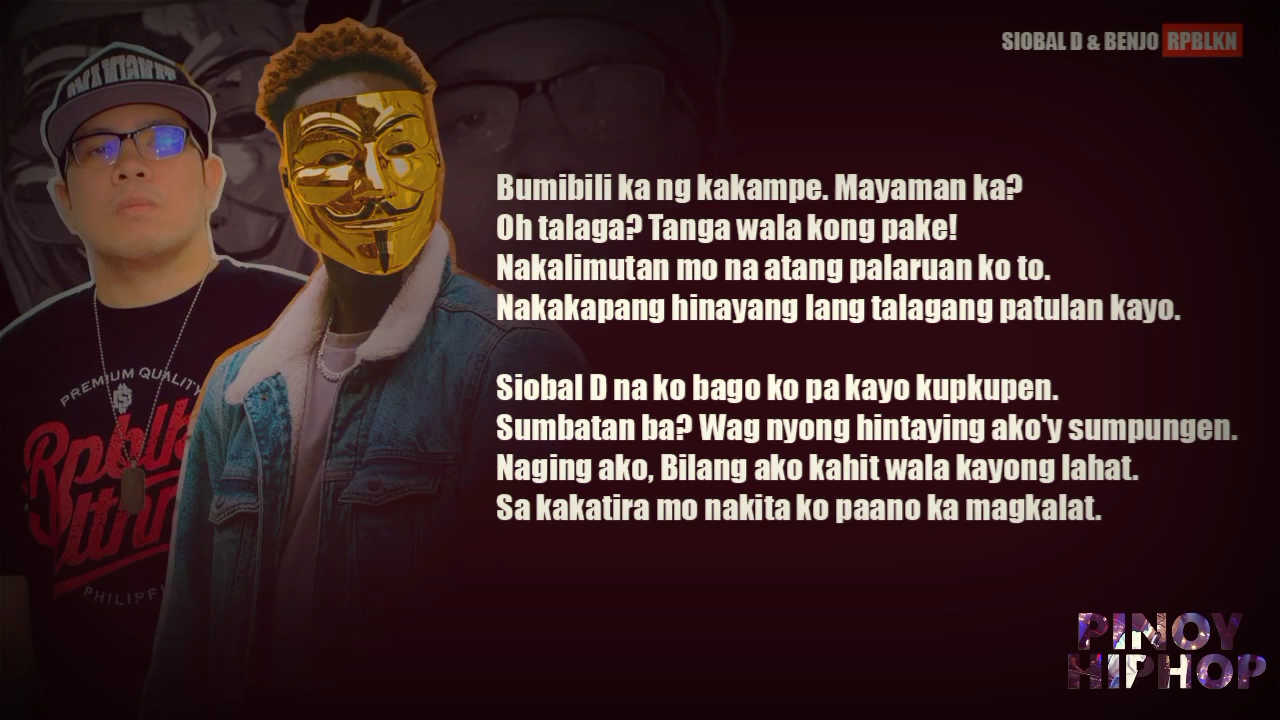 SIOBAL D & BENJO RPBLKN
Bumibili ka ng kakampe. Mayaman ka?
Oh talaga? Tanga wala kong pake!
Nakalimutan mo na atang palaruan ko to.
Nakakapang hinayang lang talagang patulan kayo.
Siobal D na ko bago ko pa kayo kupkupen.
Sumbatan ba? Wag nyong hintaying ako'y sumpungen.
Naging ako, Bilang ako kahit wala kayong lahat.
Sa kakatira mo nakita ko paano ka magkalat.
PREMIUM QUALITY
PINOY
HIPHOP